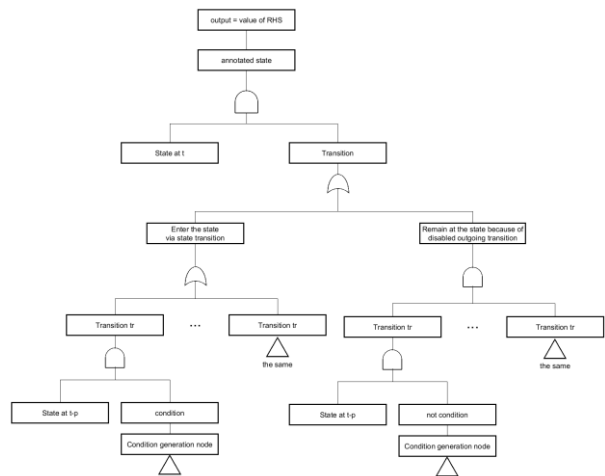 output = value of RHS
annotated state
State at t
Transition
Enter the state
via state transition
Remain at the state because of
disabled outgoing transition
Transition tr
...
Transition tr
Transition tr
...
Transition tr
the same
the same
State at t-p
condition
State at t-p
not condition
Condition generation node
Condition generation node